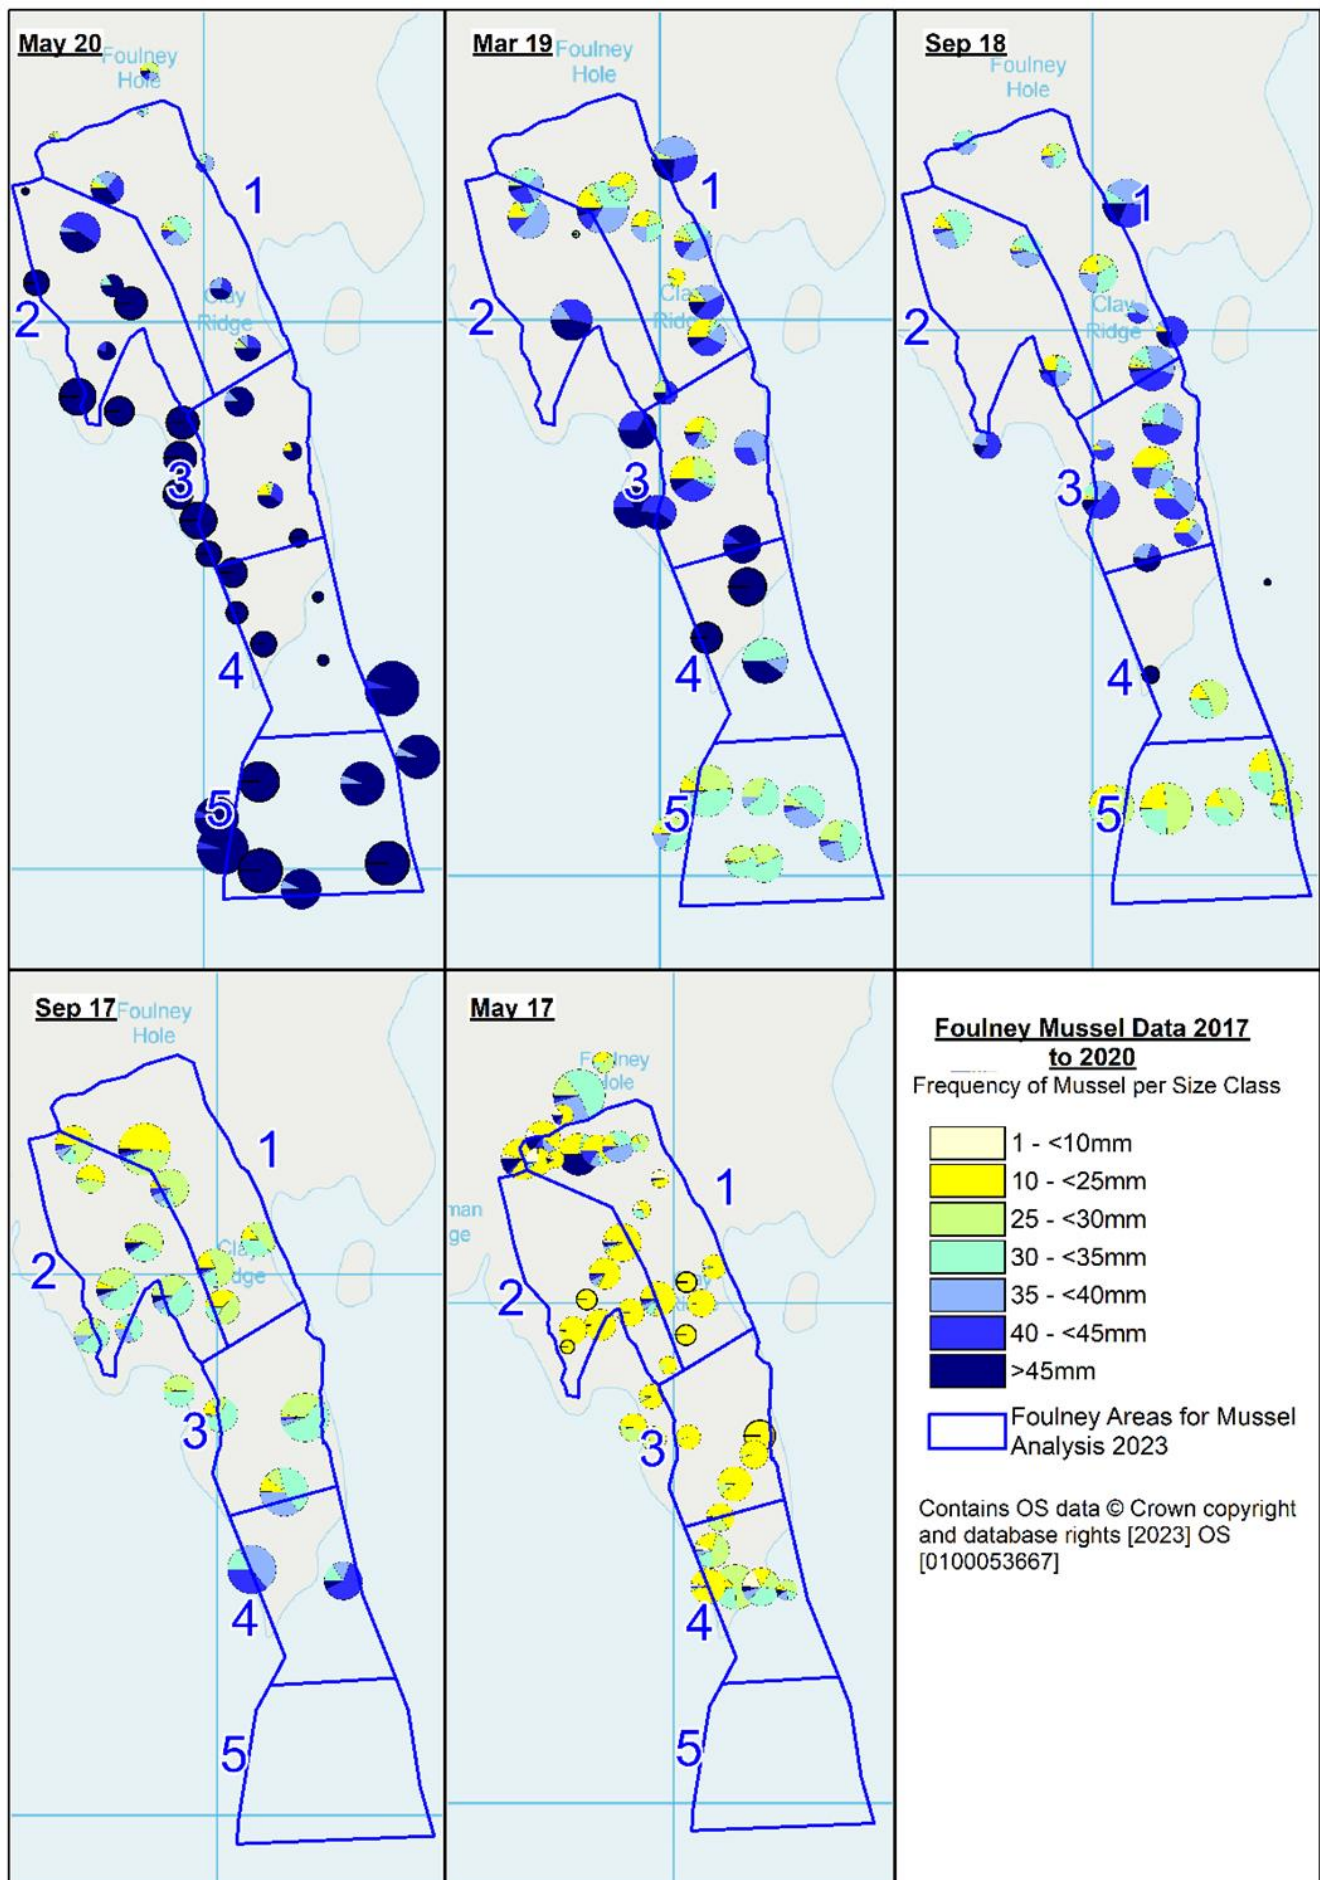 May 20
Foulney
Hole
1
Clay
Ridge
2
3
4
5
Mar 19
Foulney
Hole
1
2
3
4
5
Sep 18
Foulney
Hole
1
Clay
Ridge
2
3
4
5
Sep 17
Foulney
Hole
1
2
3
4
5
May 17
Hole
1
2
3
4
5
Foulney Mussel Data 2017
to 2020
Frequency of Mussel per Size Class
1 - <10mm
10 - <25mm
25 - <30mm
30 - <35mm
35 - <40mm
40 - <45mm
>45mm
Foulney Areas for Mussel
Analysis 2023
Contains OS data © Crown copyright
and database rights [2023] OS
[0100053667]